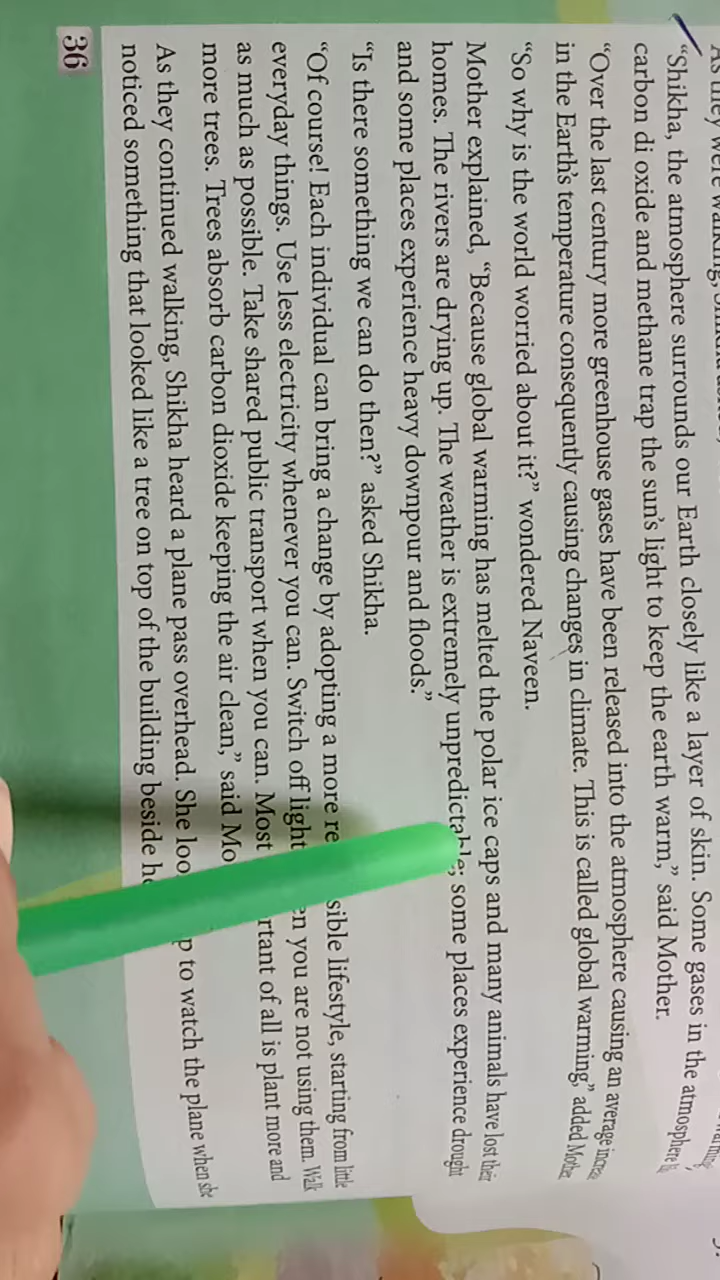 As they were walking,
warming,
"Shikha, the atmosphere surrounds our Earth closely like a layer of skin. Some gases in the atmosphere
carbon di oxide and methane trap the sun's light to keep the earth warm," said Mother.
"Over the last century more greenhouse gases have been released into the atmosphere causing an average
in the Earth's temperature consequently causing changes in climate. This is called global warming," added
"So why is the world worried about it?" wondered Naveen.
Mother explained, "Because global warming has melted the polar ice caps and many animals have lost their
homes. The rivers are drying up. The weather is extremely unpredictable; some places experience drought
and some places experience heavy downpour and floods."
"Is there something we can do then?" asked Shikha.
"Of course! Each individual can bring a change by adopting a more lifestyle, starting from little
everyday things. Use less electricity whenever you can. Switch off you are not using them. Walk
as much as possible. Take shared public transport when you can. Most of all is plant more and
more trees. Trees absorb carbon dioxide keeping the air clean," said
As they continued walking, Shikha heard a plane pass overhead. She to watch the plane when she
noticed something that looked like a tree on top of the building beside
36